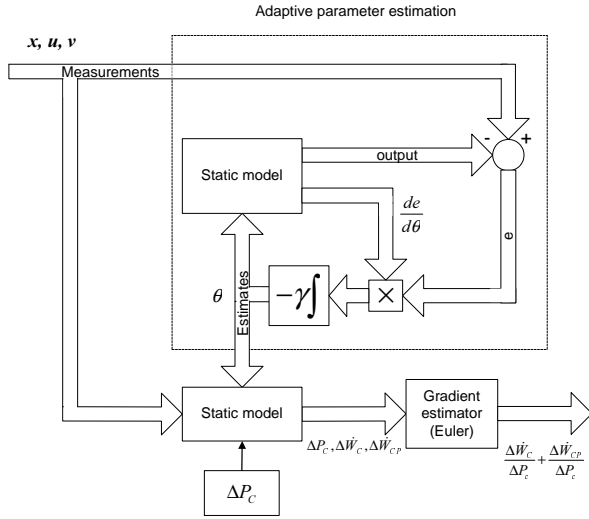 Adaptive parameter estimation
x, u, v
Measurements
- +
Static model
output
de
dθ
e
θ
Estimates
−γ∫
×
Static model
Gradient
estimator
(Euler)
ΔP_C, ΔẆ_C, ΔẆ_CP
ΔẆ_C/ΔP_c + ΔẆ_CP/ΔP_c
ΔP_C